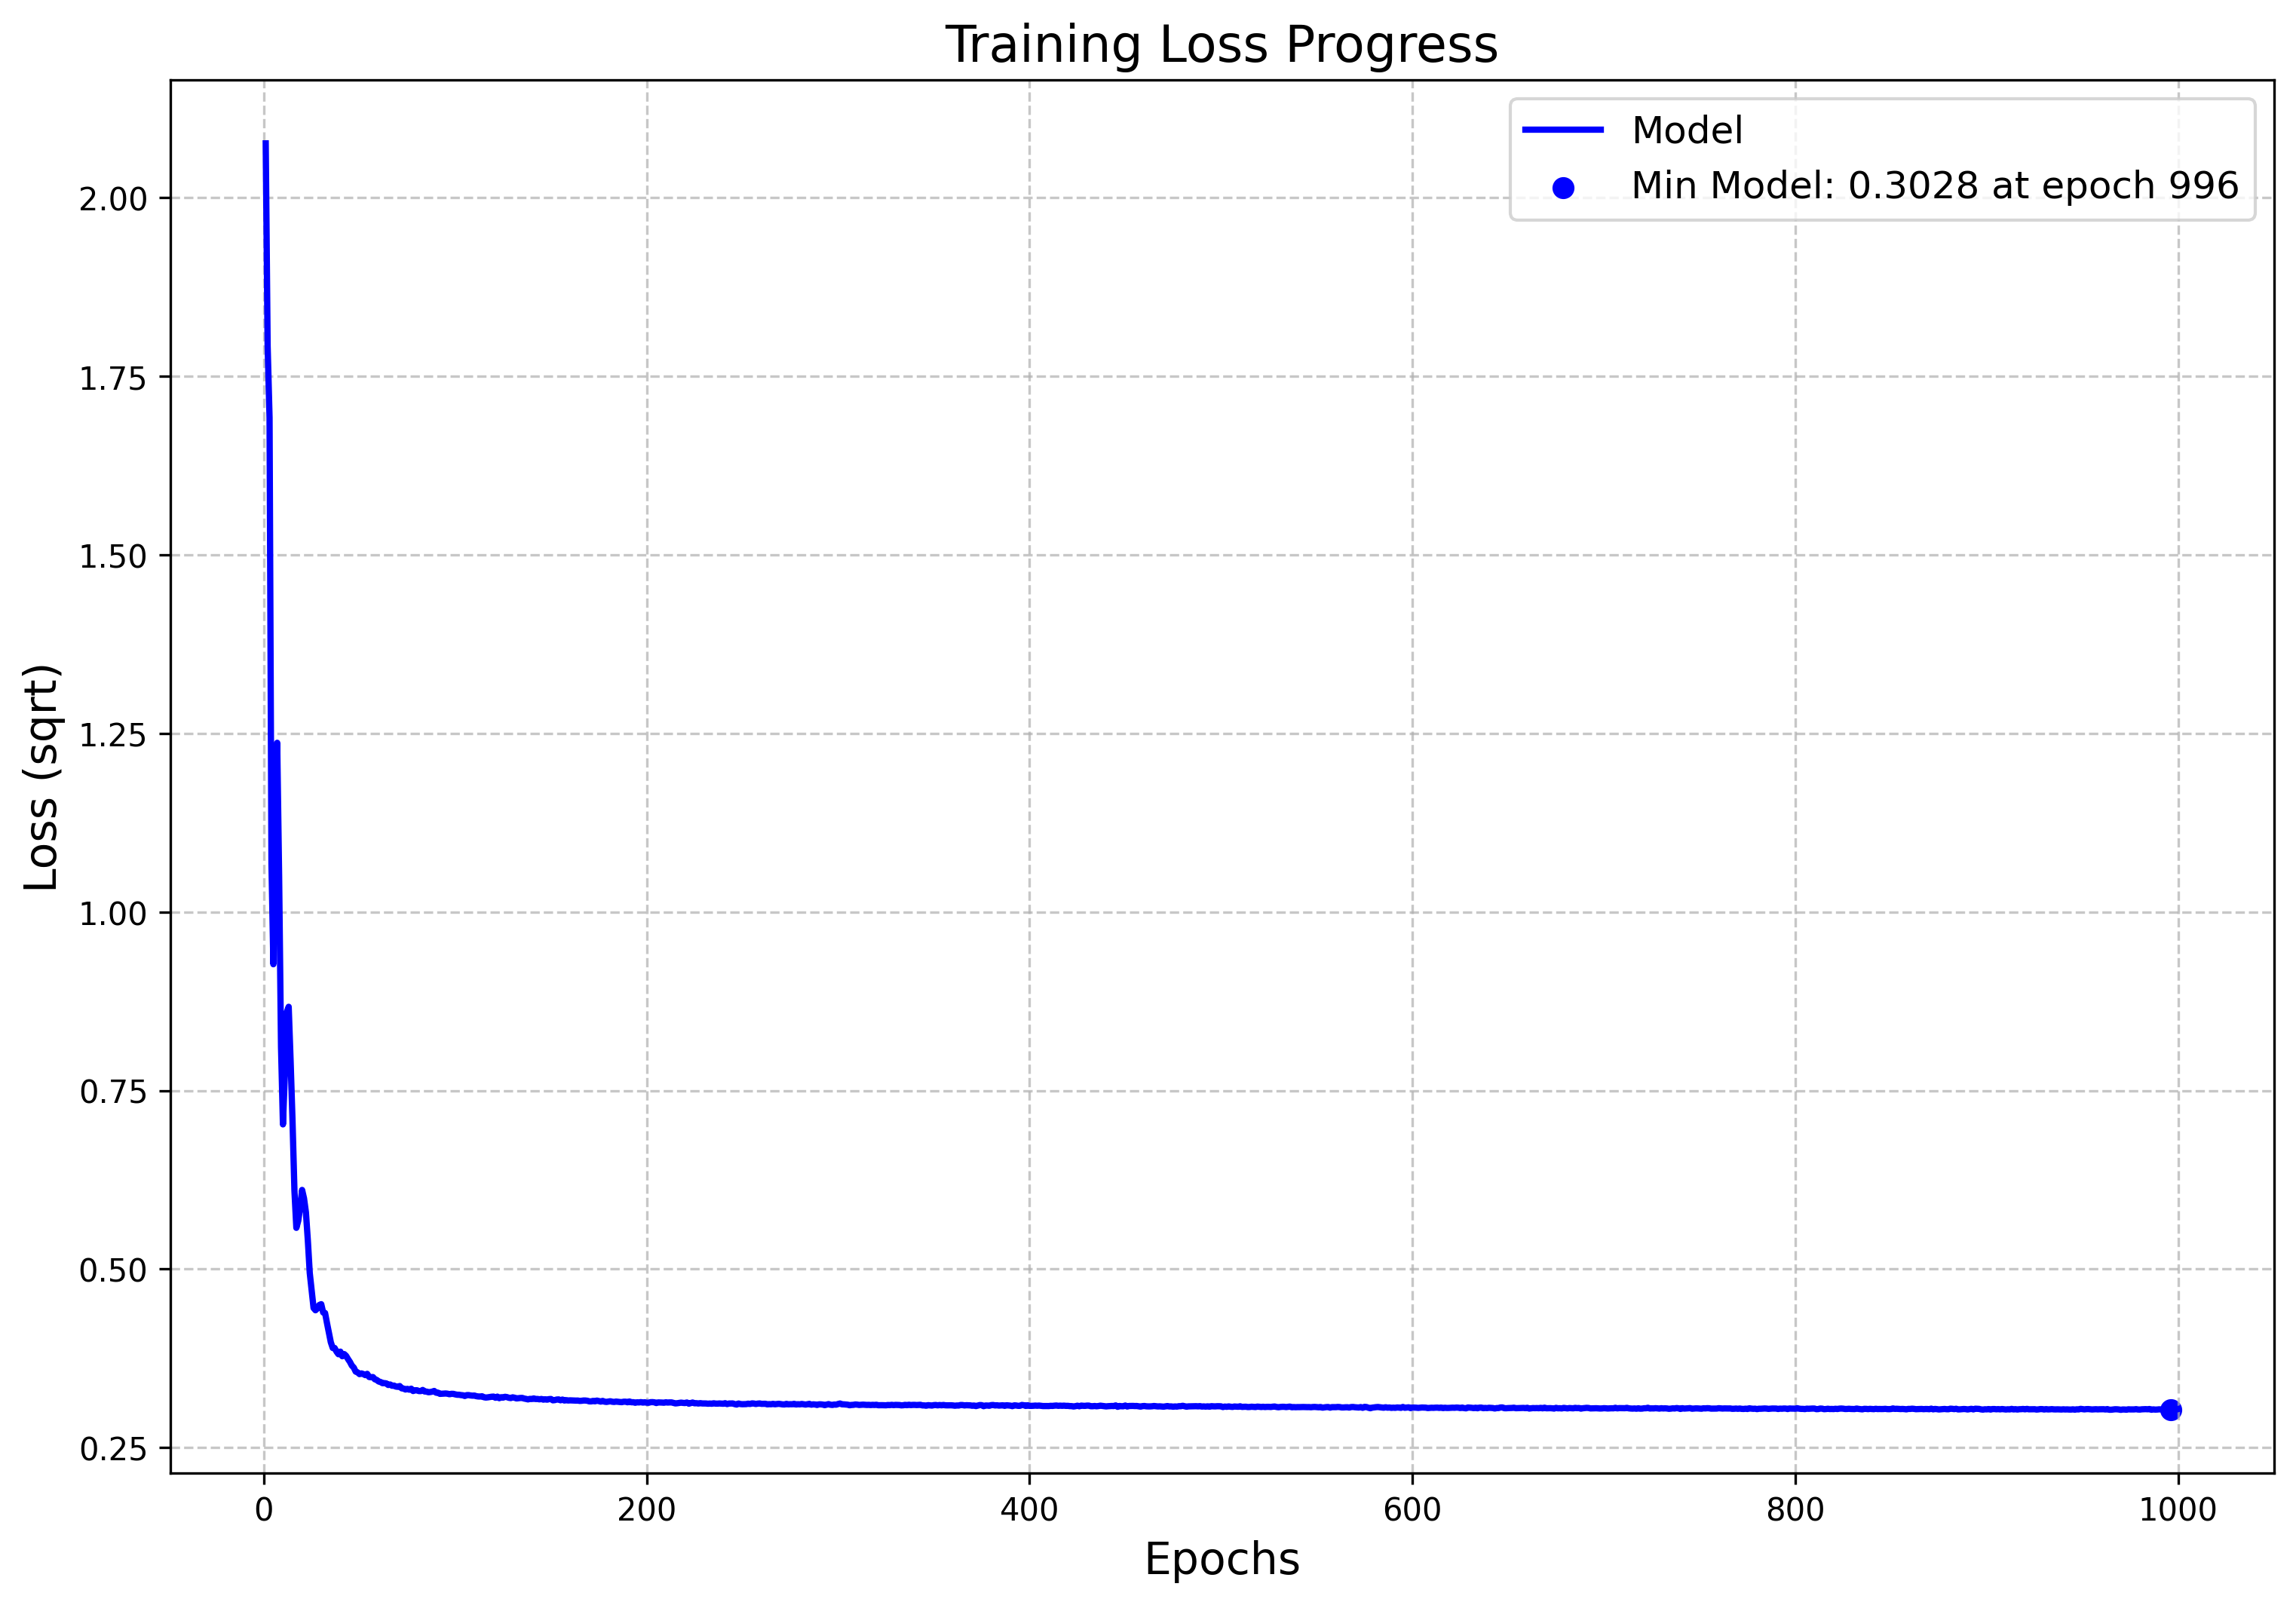 Training Loss Progress
Model
Min Model: 0.3028 at epoch 996
2.00
1.75
1.50
1.25
1.00
0.75
0.50
0.25
Loss (sqrt)
0 200 400 600 800 1000
Epochs